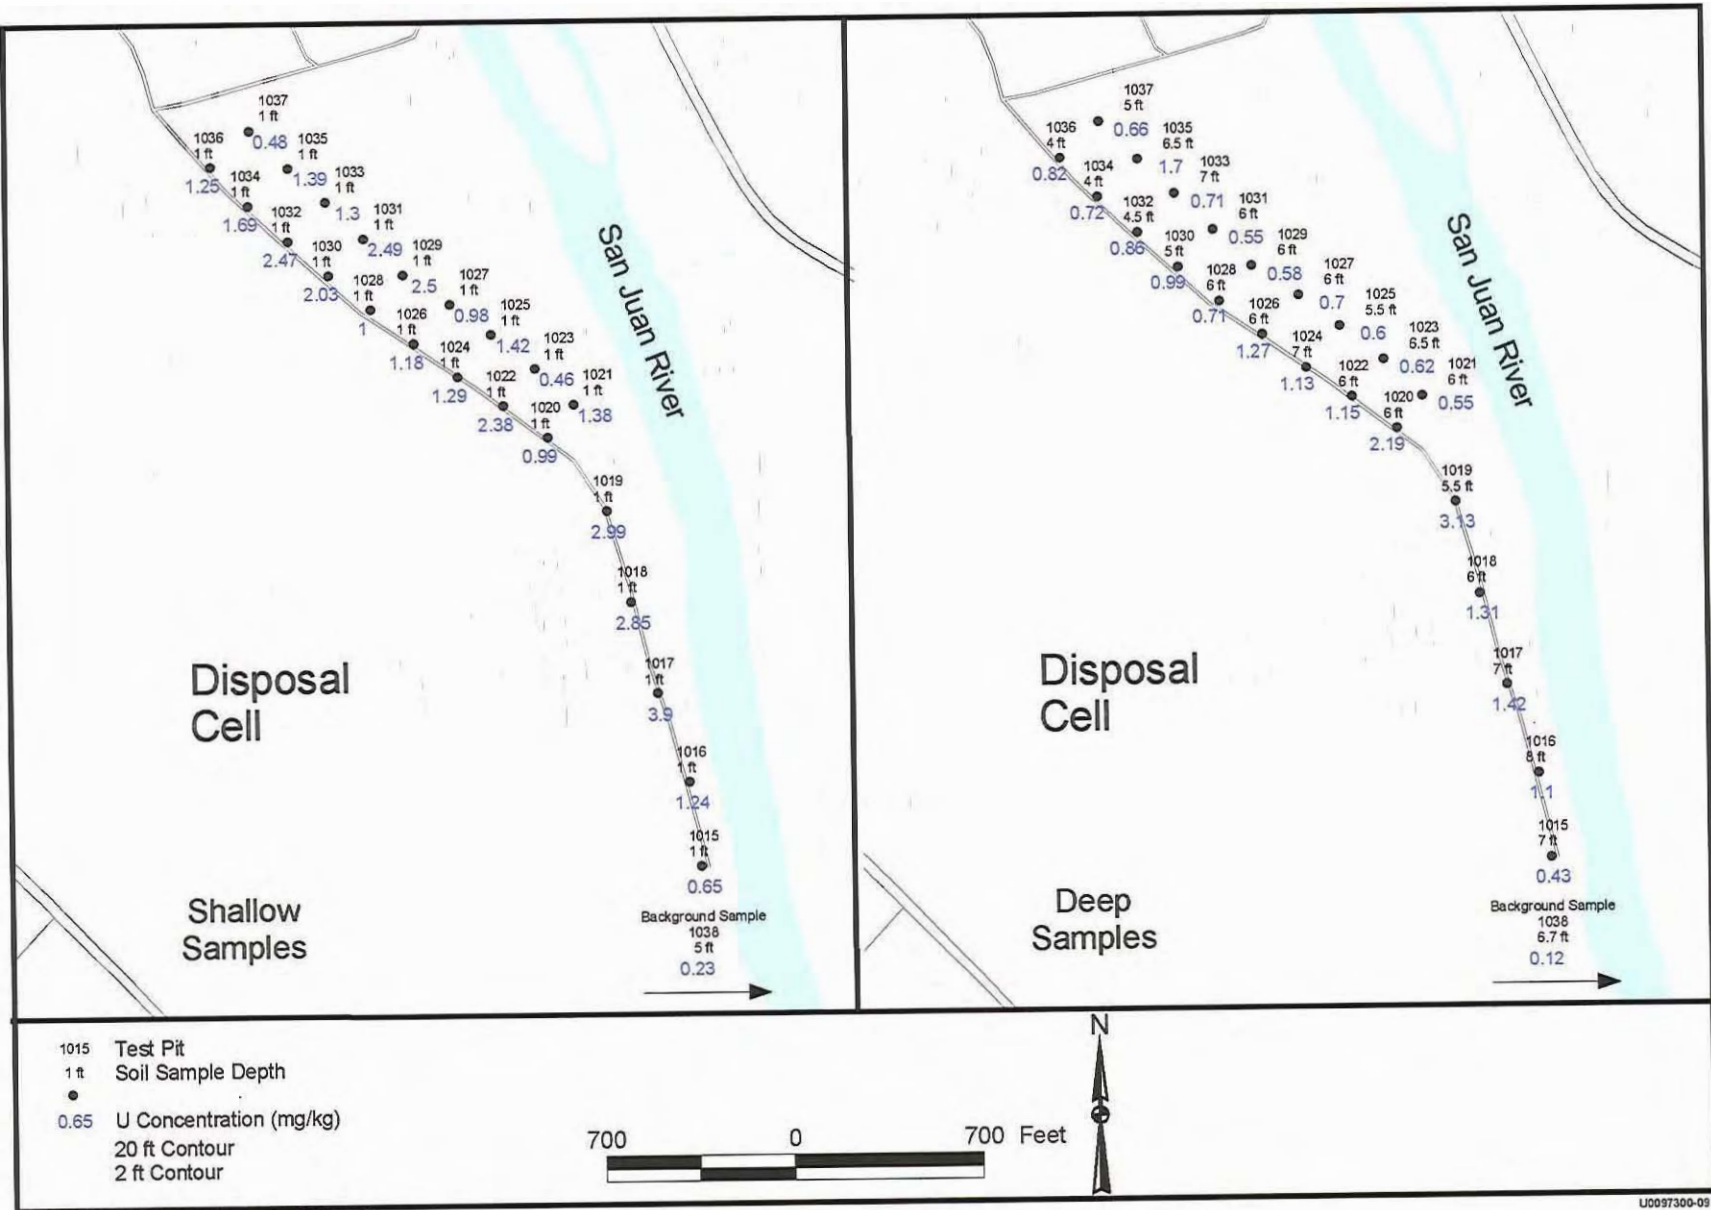 1037
1 ft
0.48
1036
1 ft
1.25
1035
1 ft
1.39
1034
1 ft
1.69
1033
1 ft
1.3
1032
1 ft
2.47
1031
1 ft
2.49
1030
1 ft
2.03
1029
1 ft
2.5
1028
1 ft
1
1027
1 ft
0.98
1026
1 ft
1.18
1025
1 ft
1.42
1024
1 ft
1.29
1023
1 ft
0.46
1022
1 ft
2.38
1021
1 ft
1.38
1020
1 ft
0.99
1019
1 ft
2.99
1018
1 ft
2.85
1017
1 ft
3.9
1016
1 ft
1.24
1015
1 ft
0.65
San Juan River
Disposal
Cell
Shallow
Samples
Background Sample
1038
5 ft
0.23
1037
5 ft
0.66
1036
4 ft
0.82
1035
6.5 ft
1.7
1034
4 ft
0.72
1033
7 ft
0.71
1032
4.5 ft
0.86
1031
6 ft
0.55
1030
5 ft
0.99
1029
6 ft
0.58
1028
6 ft
0.71
1027
6 ft
0.7
1026
6 ft
1.27
1025
5.5 ft
0.6
1024
7 ft
1.13
1023
6.5 ft
0.62
1022
6 ft
1.15
1021
6 ft
0.55
1020
6 ft
2.19
1019
5.5 ft
3.13
1018
6 ft
1.31
1017
7 ft
1.42
1016
8 ft
1.1
1015
7 ft
0.43
San Juan River
Disposal
Cell
Deep
Samples
Background Sample
1038
6.7 ft
0.12
1015 Test Pit
1 ft Soil Sample Depth
0.65 U Concentration (mg/kg)
20 ft Contour
2 ft Contour
700 0 700 Feet
N
U0097300-09